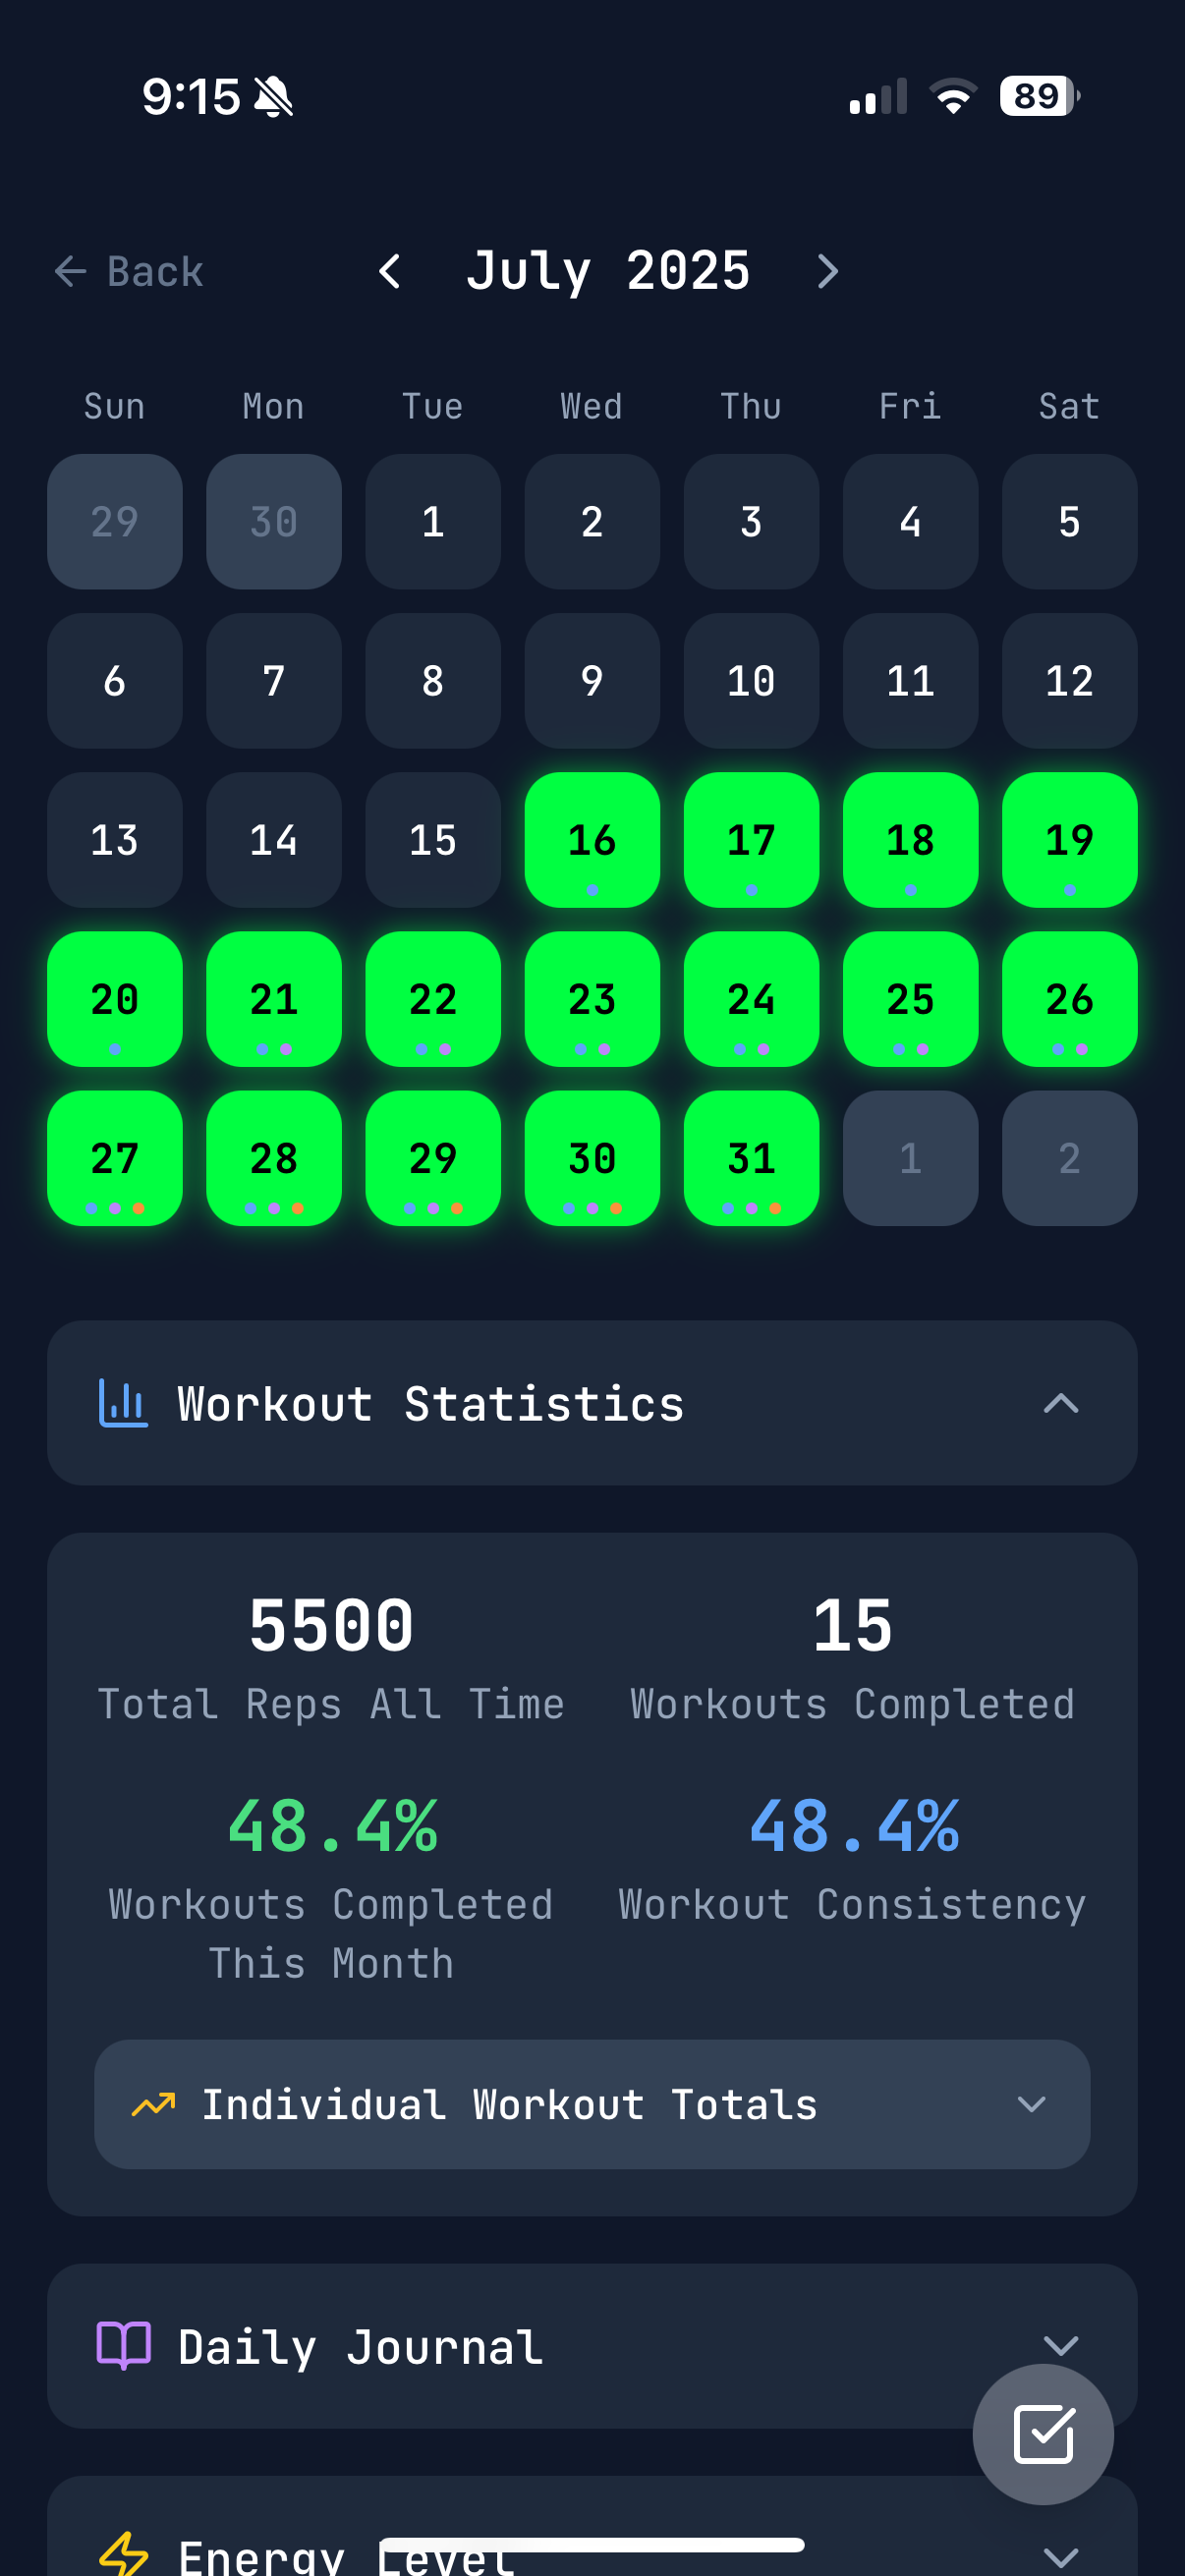 9:15
89
Back
July 2025
Sun Mon Tue Wed Thu Fri Sat
29 30 1 2 3 4 5
6 7 8 9 10 11 12
13 14 15 16 17 18 19
20 21 22 23 24 25 26
27 28 29 30 31 1 2
Workout Statistics
5500 15
Total Reps All Time Workouts Completed
48.4% 48.4%
Workouts Completed Workout Consistency
This Month
Individual Workout Totals
Daily Journal
Energy Level